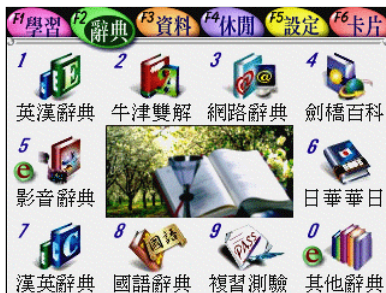 F1學習 F2辭典 F3資料 F4休閒 F5設定 F6卡片
1 2 3 4
英漢辭典 牛津雙解 網路辭典 劍橋百科
5 6
影音辭典 日華華日
7 8 9 0
漢英辭典 國語辭典 複習測驗 其他辭典
E
A
@
e
C
國語
PASS
e